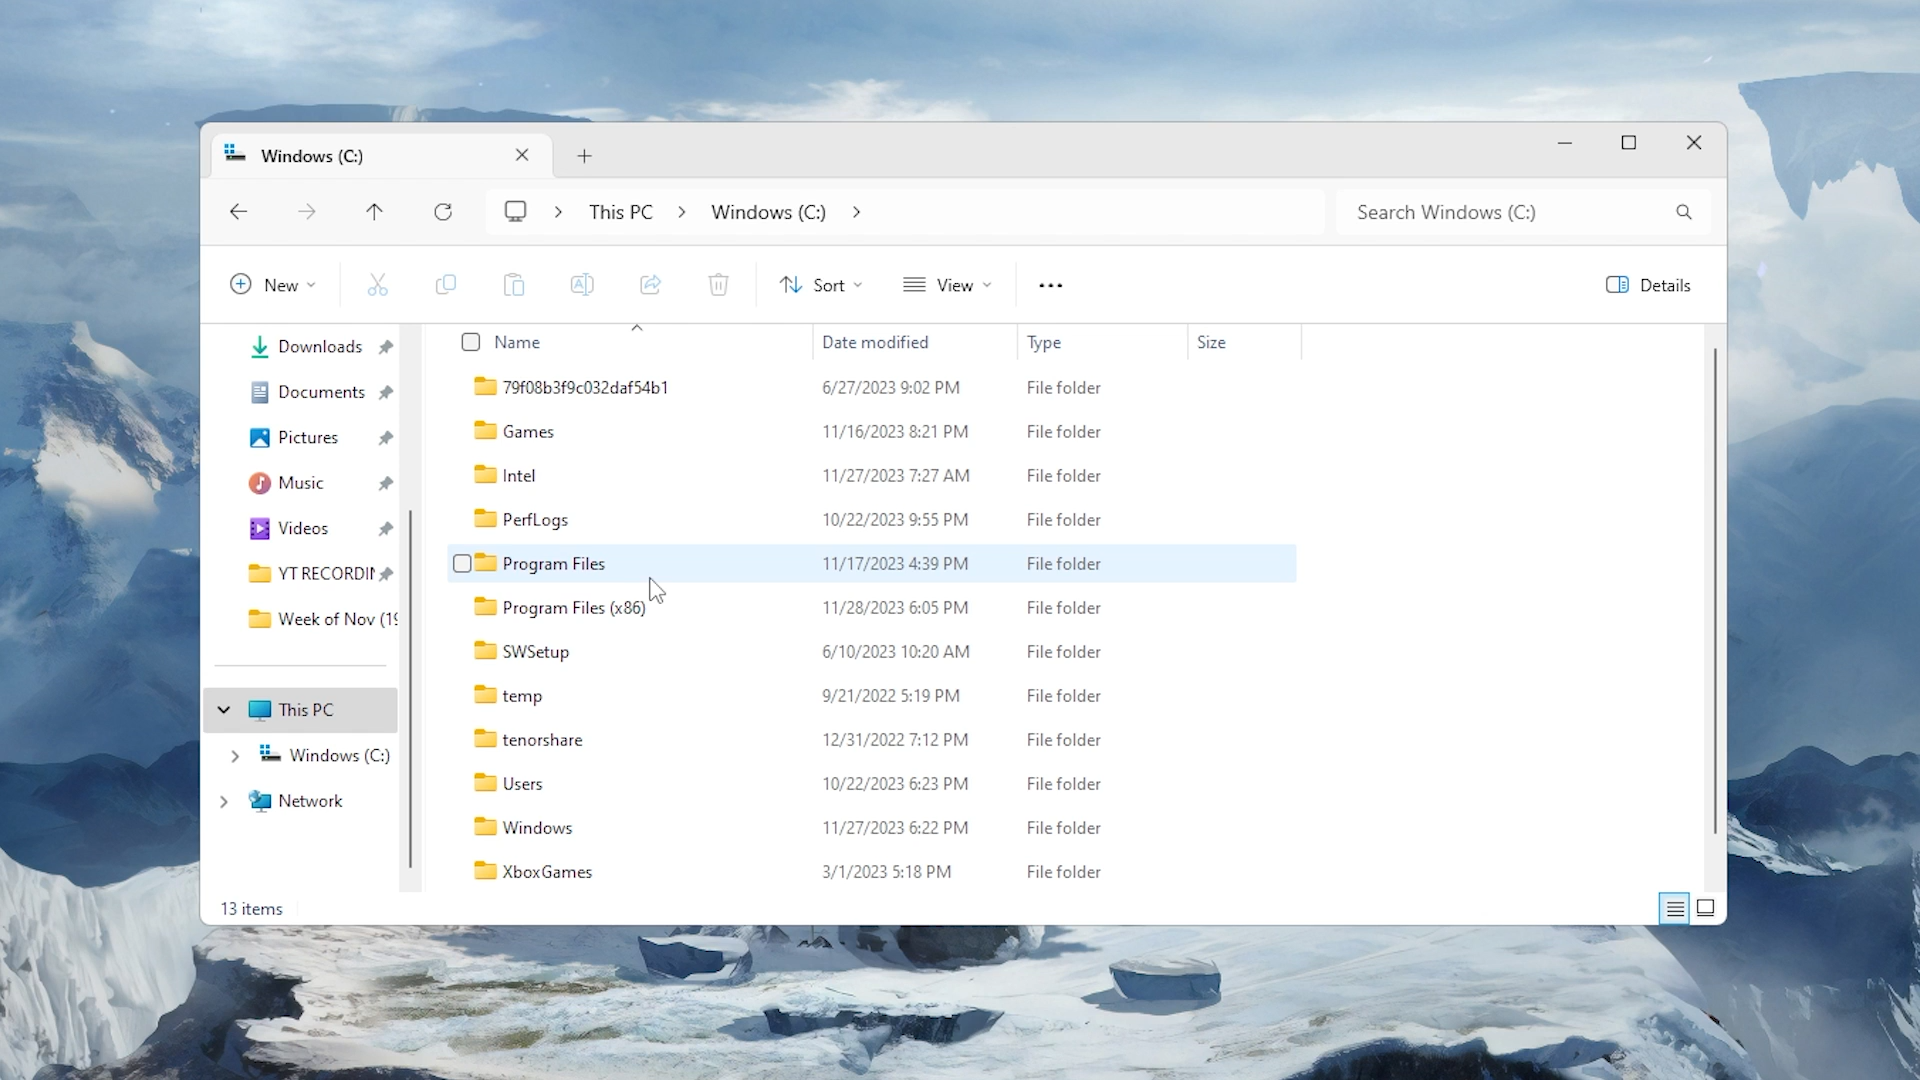 Windows (C:)
This PC > Windows (C:) >
Search Windows (C:)
New
Sort
View
Details
Downloads
Documents
Pictures
Music
Videos
YT RECORDIN
Week of Nov (19
This PC
Windows (C:)
Network
Name Date modified Type Size
79f08b3f9c032daf54b1 6/27/2023 9:02 PM File folder
Games 11/16/2023 8:21 PM File folder
Intel 11/27/2023 7:27 AM File folder
PerfLogs 10/22/2023 9:55 PM File folder
Program Files 11/17/2023 4:39 PM File folder
Program Files (x86) 11/28/2023 6:05 PM File folder
SWSetup 6/10/2023 10:20 AM File folder
temp 9/21/2022 5:19 PM File folder
tenorshare 12/31/2022 7:12 PM File folder
Users 10/22/2023 6:23 PM File folder
Windows 11/27/2023 6:22 PM File folder
XboxGames 3/1/2023 5:18 PM File folder
13 items